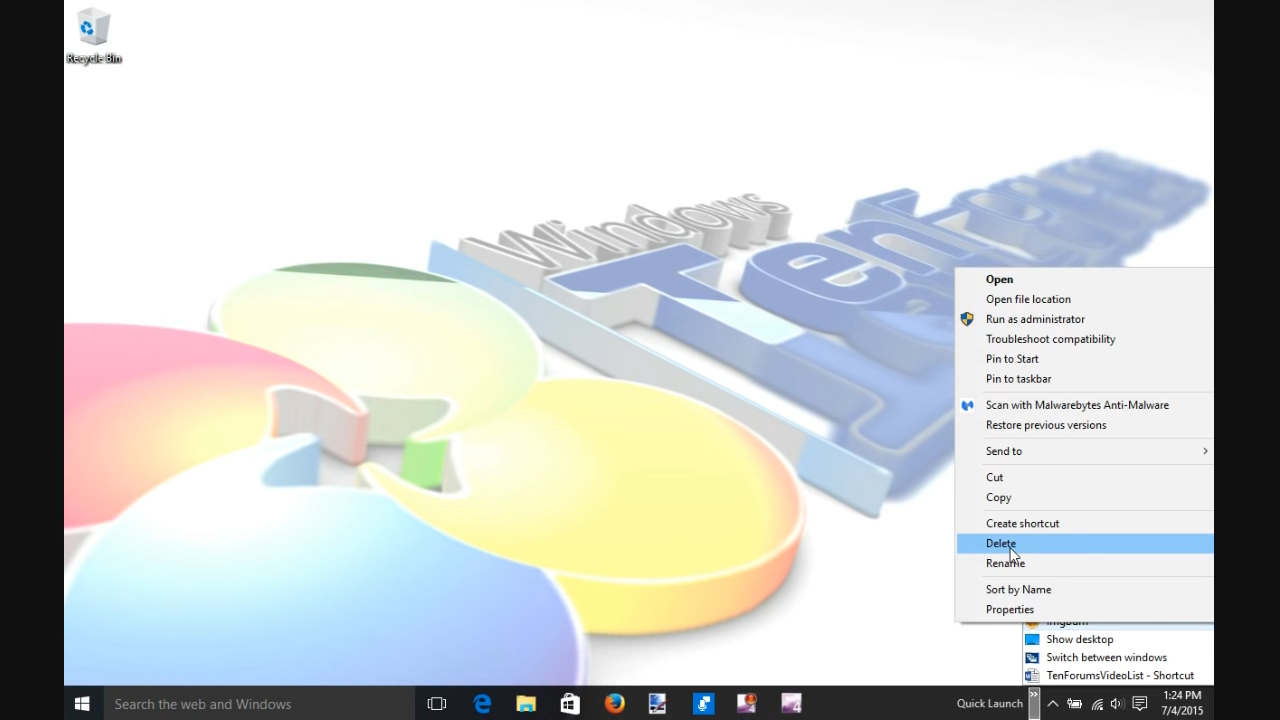 Recycle Bin
Windows
TenForums
Open
Open file location
Run as administrator
Troubleshoot compatibility
Pin to Start
Pin to taskbar
Scan with Malwarebytes Anti-Malware
Restore previous versions
Send to
Cut
Copy
Create shortcut
Delete
Rename
Sort by Name
Properties
ImgBurn
Show desktop
Switch between windows
TenForumsVideoList - Shortcut
Search the web and Windows
Quick Launch
1:24 PM
7/4/2015